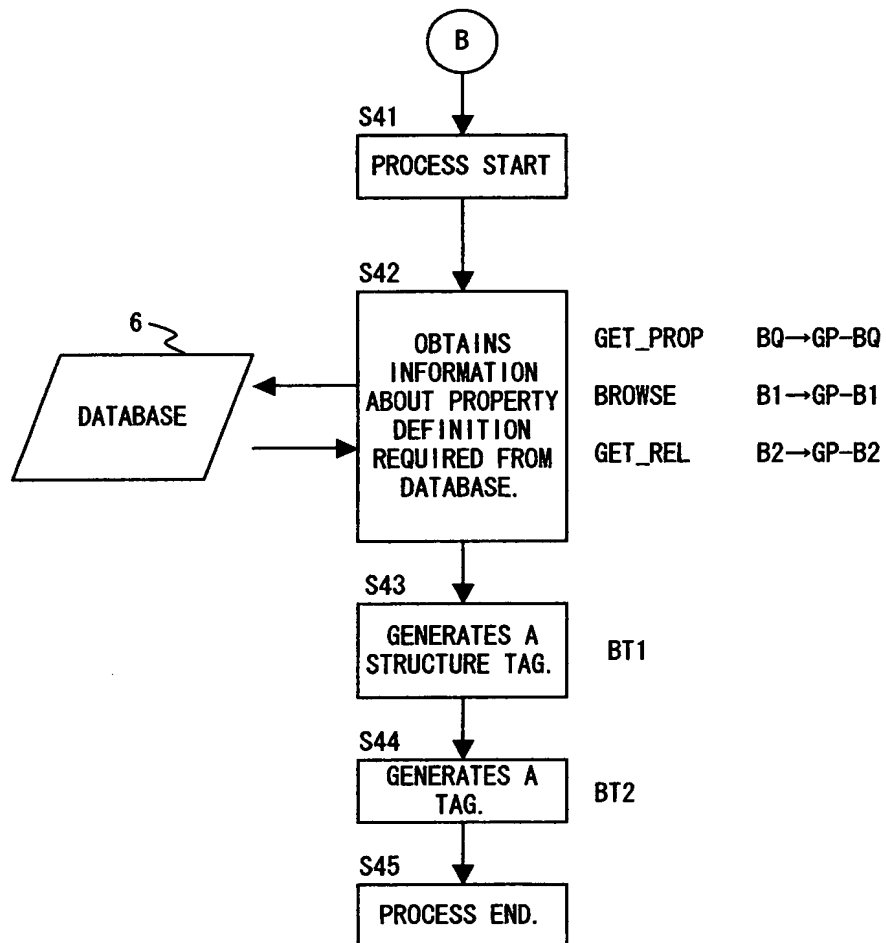 B
S41
PROCESS START
S42
6
DATABASE
OBTAINS
INFORMATION
ABOUT PROPERTY
DEFINITION
REQUIRED FROM
DATABASE.
GET_PROP BQ→GP-BQ
BROWSE B1→GP-B1
GET_REL B2→GP-B2
S43
GENERATES A
STRUCTURE TAG.
BT1
S44
GENERATES A
TAG.
BT2
S45
PROCESS END.